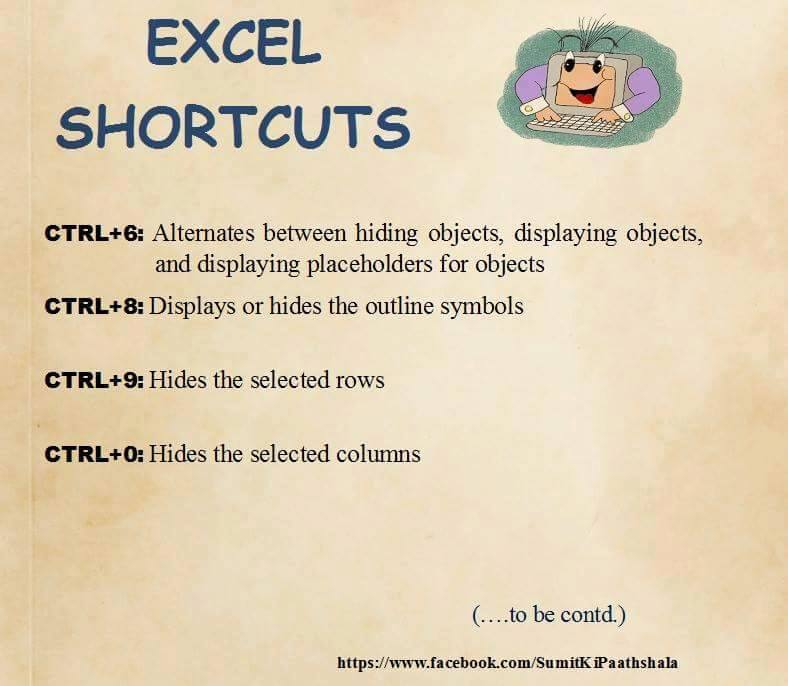 EXCEL
SHORTCUTS
CTRL+6: Alternates between hiding objects, displaying objects,
and displaying placeholders for objects
CTRL+8: Displays or hides the outline symbols
CTRL+9: Hides the selected rows
CTRL+0: Hides the selected columns
(....to be contd.)
https://www.facebook.com/SumitKiPaathshala